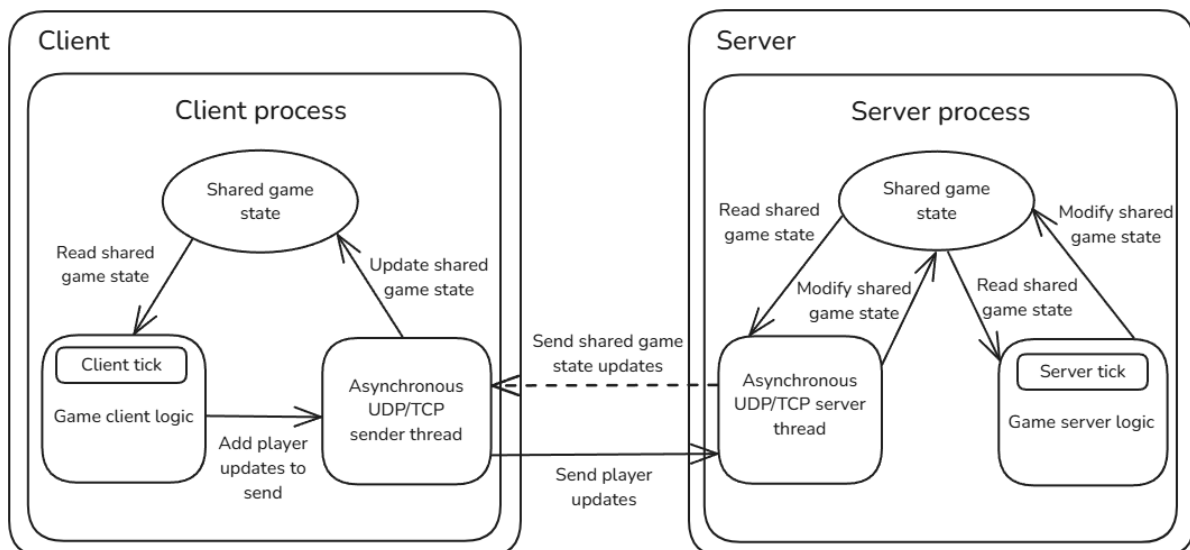 Client
Client process
Shared game
state
Read shared
game state
Update shared
game state
Client tick
Game client logic
Add player
updates to
send
Asynchronous
UDP/TCP
sender thread
Send shared game
state updates
Send player
updates
Server
Server process
Shared game
state
Read shared
game state
Modify shared
game state
Modify shared
game state
Read shared
game state
Asynchronous
UDP/TCP server
thread
Server tick
Game server logic